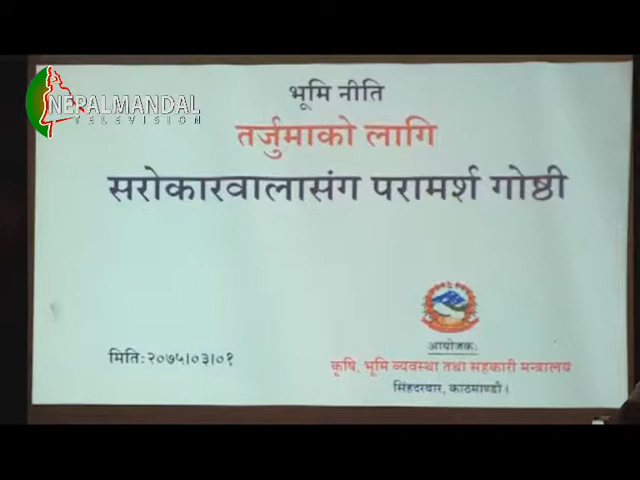 NEPALMANDAL
TELEVISION
भूमि नीति
तर्जुमाको लागि
सरोकारवालासंग परामर्श गोष्ठी
आयोजक:
मिति:२०७५।०३।०१
कृषि, भूमि व्यवस्था तथा सहकारी मन्त्रालय
सिंहदरबार, काठमाण्डौ।